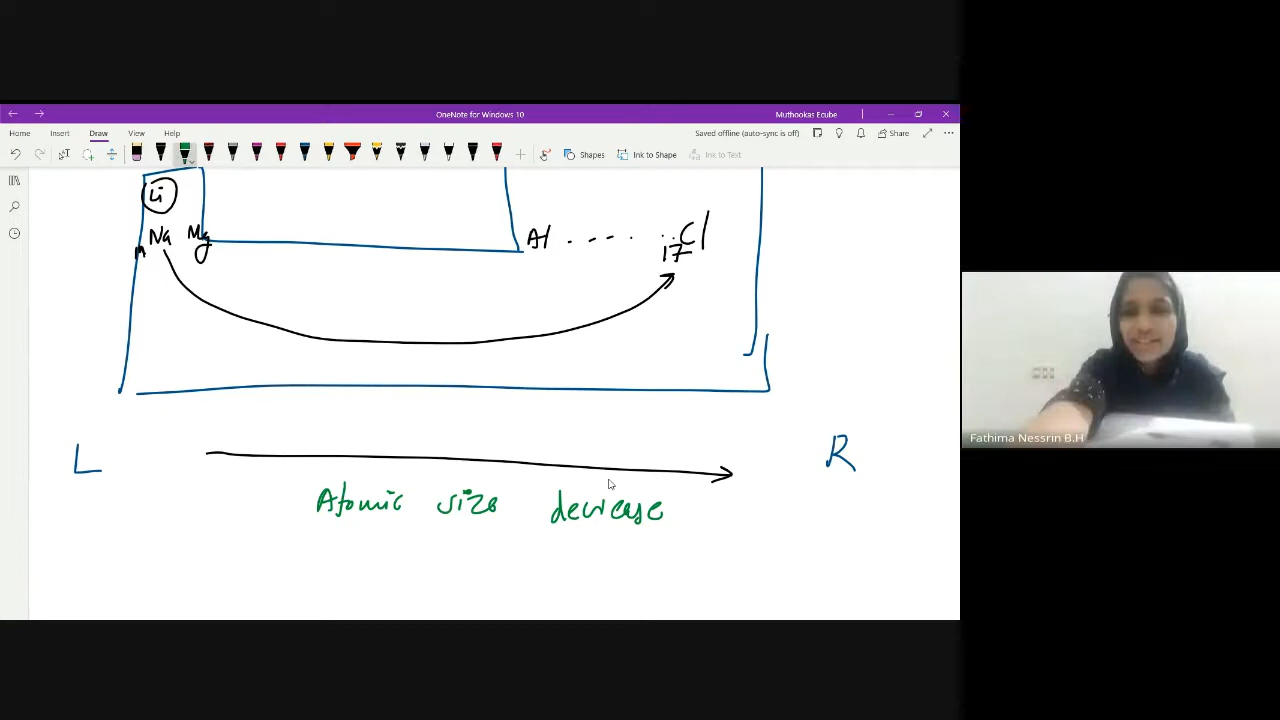 OneNote for Windows 10
Muthookas Ecube
Home Insert Draw View Help
Saved offline (auto-sync is off)
Share
Shapes
Ink to Shape
Ink to Text
Li
Na Mg Al Cl
17
L R
Atomic size decrease
Fathima Nessrin B.H